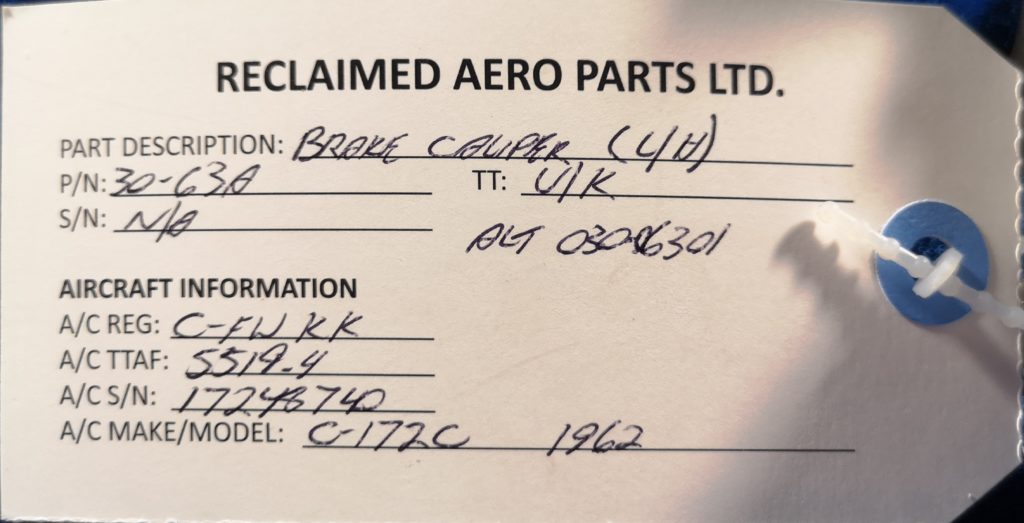 RECLAIMED AERO PARTS LTD.
PART DESCRIPTION: BRAKE CALIPER (L/H)
P/N: 30-63A TT: U/K
S/N: N/A
ALT 030-06301
AIRCRAFT INFORMATION
A/C REG: C-FWKK
A/C TTAF: 5519.4
A/C S/N: 17248740
A/C MAKE/MODEL: C-172C 1962